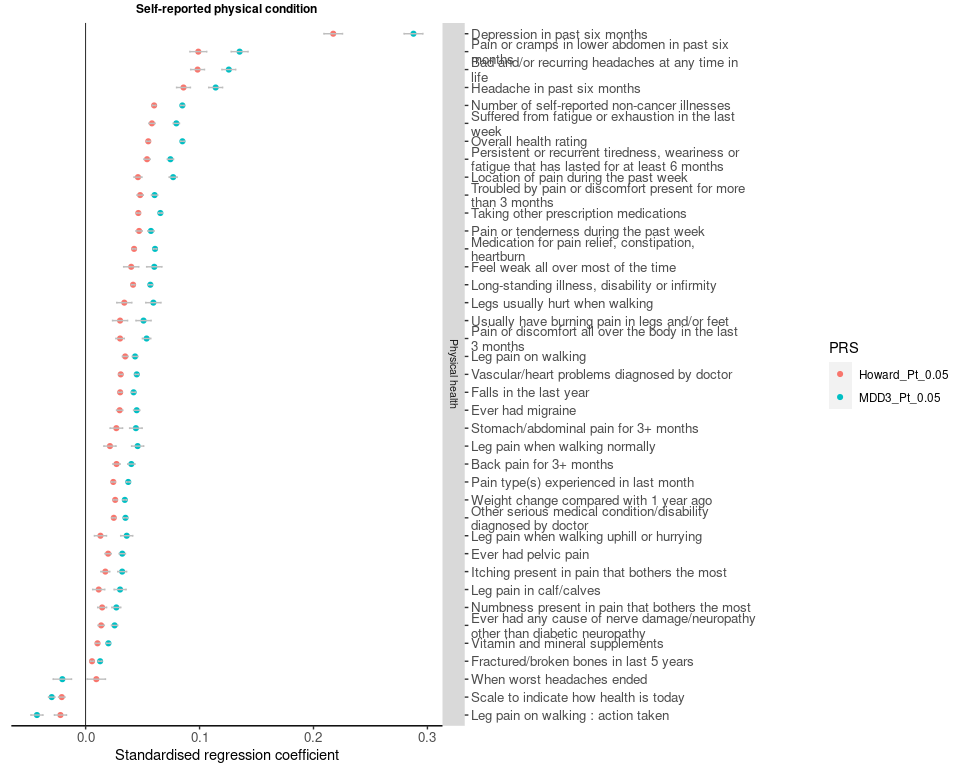 Self-reported physical condition
Depression in past six months
Pain or cramps in lower abdomen in past six
months
Bad and/or recurring headaches at any time in
life
Headache in past six months
Number of self-reported non-cancer illnesses
Suffered from fatigue or exhaustion in the last
week
Overall health rating
Persistent or recurrent tiredness, weariness or
fatigue that has lasted for at least 6 months
Location of pain during the past week
Troubled by pain or discomfort present for more
than 3 months
Taking other prescription medications
Pain or tenderness during the past week
Medication for pain relief, constipation,
heartburn
Feel weak all over most of the time
Long-standing illness, disability or infirmity
Legs usually hurt when walking
Usually have burning pain in legs and/or feet
Pain or discomfort all over the body in the last
3 months
Leg pain on walking
Vascular/heart problems diagnosed by doctor
Falls in the last year
Ever had migraine
Stomach/abdominal pain for 3+ months
Leg pain when walking normally
Back pain for 3+ months
Pain type(s) experienced in last month
Weight change compared with 1 year ago
Other serious medical condition/disability
diagnosed by doctor
Leg pain when walking uphill or hurrying
Ever had pelvic pain
Itching present in pain that bothers the most
Leg pain in calf/calves
Numbness present in pain that bothers the most
Ever had any cause of nerve damage/neuropathy
other than diabetic neuropathy
Vitamin and mineral supplements
Fractured/broken bones in last 5 years
When worst headaches ended
Scale to indicate how health is today
Leg pain on walking : action taken
Physical health
0.0 0.1 0.2 0.3
Standardised regression coefficient
PRS
Howard_Pt_0.05
MDD3_Pt_0.05